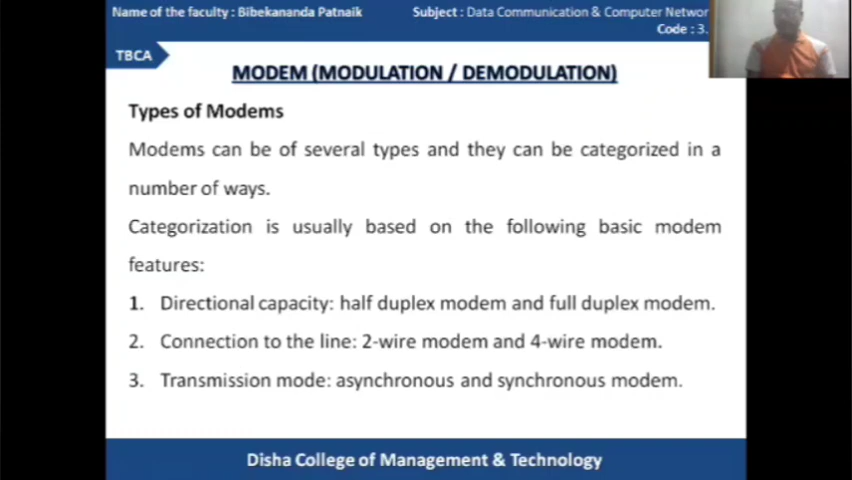 Name of the faculty : Bibekananda Patnaik
Subject : Data Communication & Computer Networ
Code : 3.
TBCA
MODEM (MODULATION / DEMODULATION)
Types of Modems
Modems can be of several types and they can be categorized in a
number of ways.
Categorization is usually based on the following basic modem
features:
1. Directional capacity: half duplex modem and full duplex modem.
2. Connection to the line: 2-wire modem and 4-wire modem.
3. Transmission mode: asynchronous and synchronous modem.
Disha College of Management & Technology